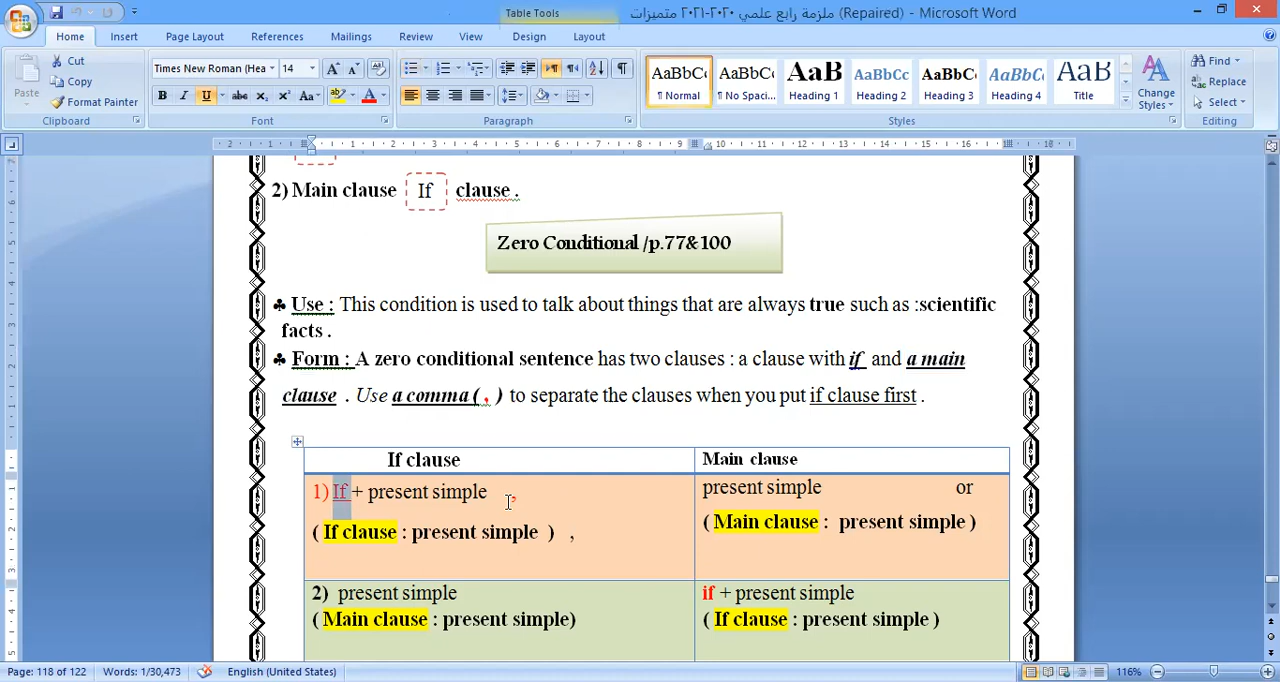 Table Tools
ملزمة رابع علمي ٢٠٢٠-٢٠٢١ متميزات (Repaired) - Microsoft Word
Home Insert Page Layout References Mailings Review View Design Layout
Paste
Cut
Copy
Format Painter
Clipboard
Times New Roman (Hea 14
Font
Paragraph
AaBbCc AaBbCc AaB AaBbCc AaBbCc AaBbCc AaB
¶ Normal ¶ No Spaci... Heading 1 Heading 2 Heading 3 Heading 4 Title
Change Styles
Styles
Find
Replace
Select
Editing
2) Main clause If clause .
Zero Conditional /p.77&100
♣ Use : This condition is used to talk about things that are always true such as :scientific
facts .
♣ Form : A zero conditional sentence has two clauses : a clause with if and a main
clause . Use a comma ( , ) to separate the clauses when you put if clause first .
If clause Main clause
1) If + present simple , present simple or
( If clause : present simple ) , ( Main clause : present simple )
2) present simple if + present simple
( Main clause : present simple) ( If clause : present simple )
Page: 118 of 122 Words: 1/30,473 English (United States) 116%